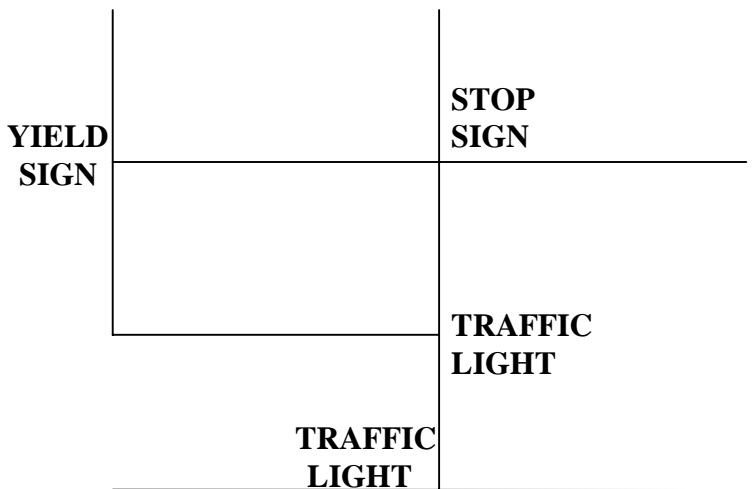 STOP
SIGN
YIELD
SIGN
TRAFFIC
LIGHT
TRAFFIC
LIGHT